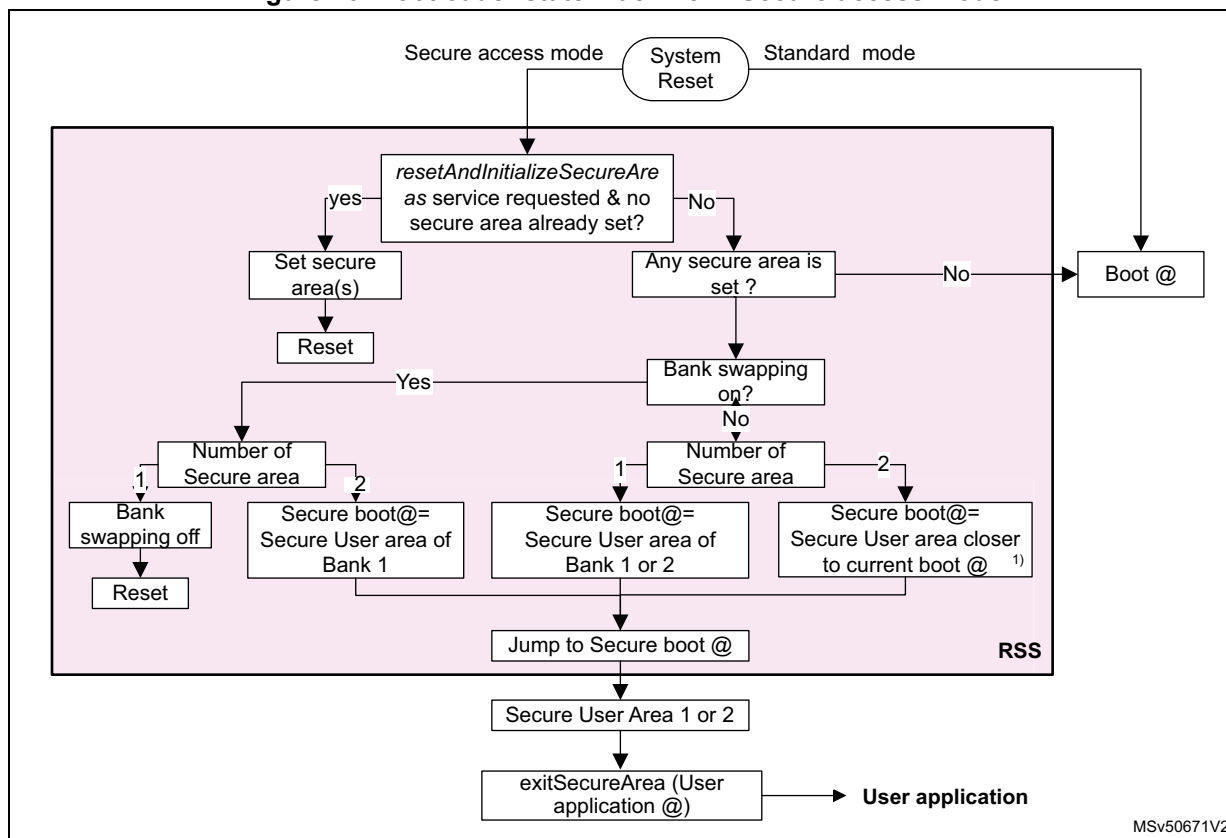 Secure access mode
System
Reset
Standard mode
resetAndInitializeSecureAre
as service requested & no
secure area already set?
yes
No
Set secure
area(s)
Any secure area is
set ?
No
Boot @
Reset
Bank swapping
on?
Yes
No
Number of
Secure area
Number of
Secure area
1
2
1
2
Bank
swapping off
Secure boot@=
Secure User area of
Bank 1
Secure boot@=
Secure User area of
Bank 1 or 2
Secure boot@=
Secure User area closer
to current boot @ 1)
Reset
Jump to Secure boot @
RSS
Secure User Area 1 or 2
exitSecureArea (User
application @)
User application
MSv50671V2